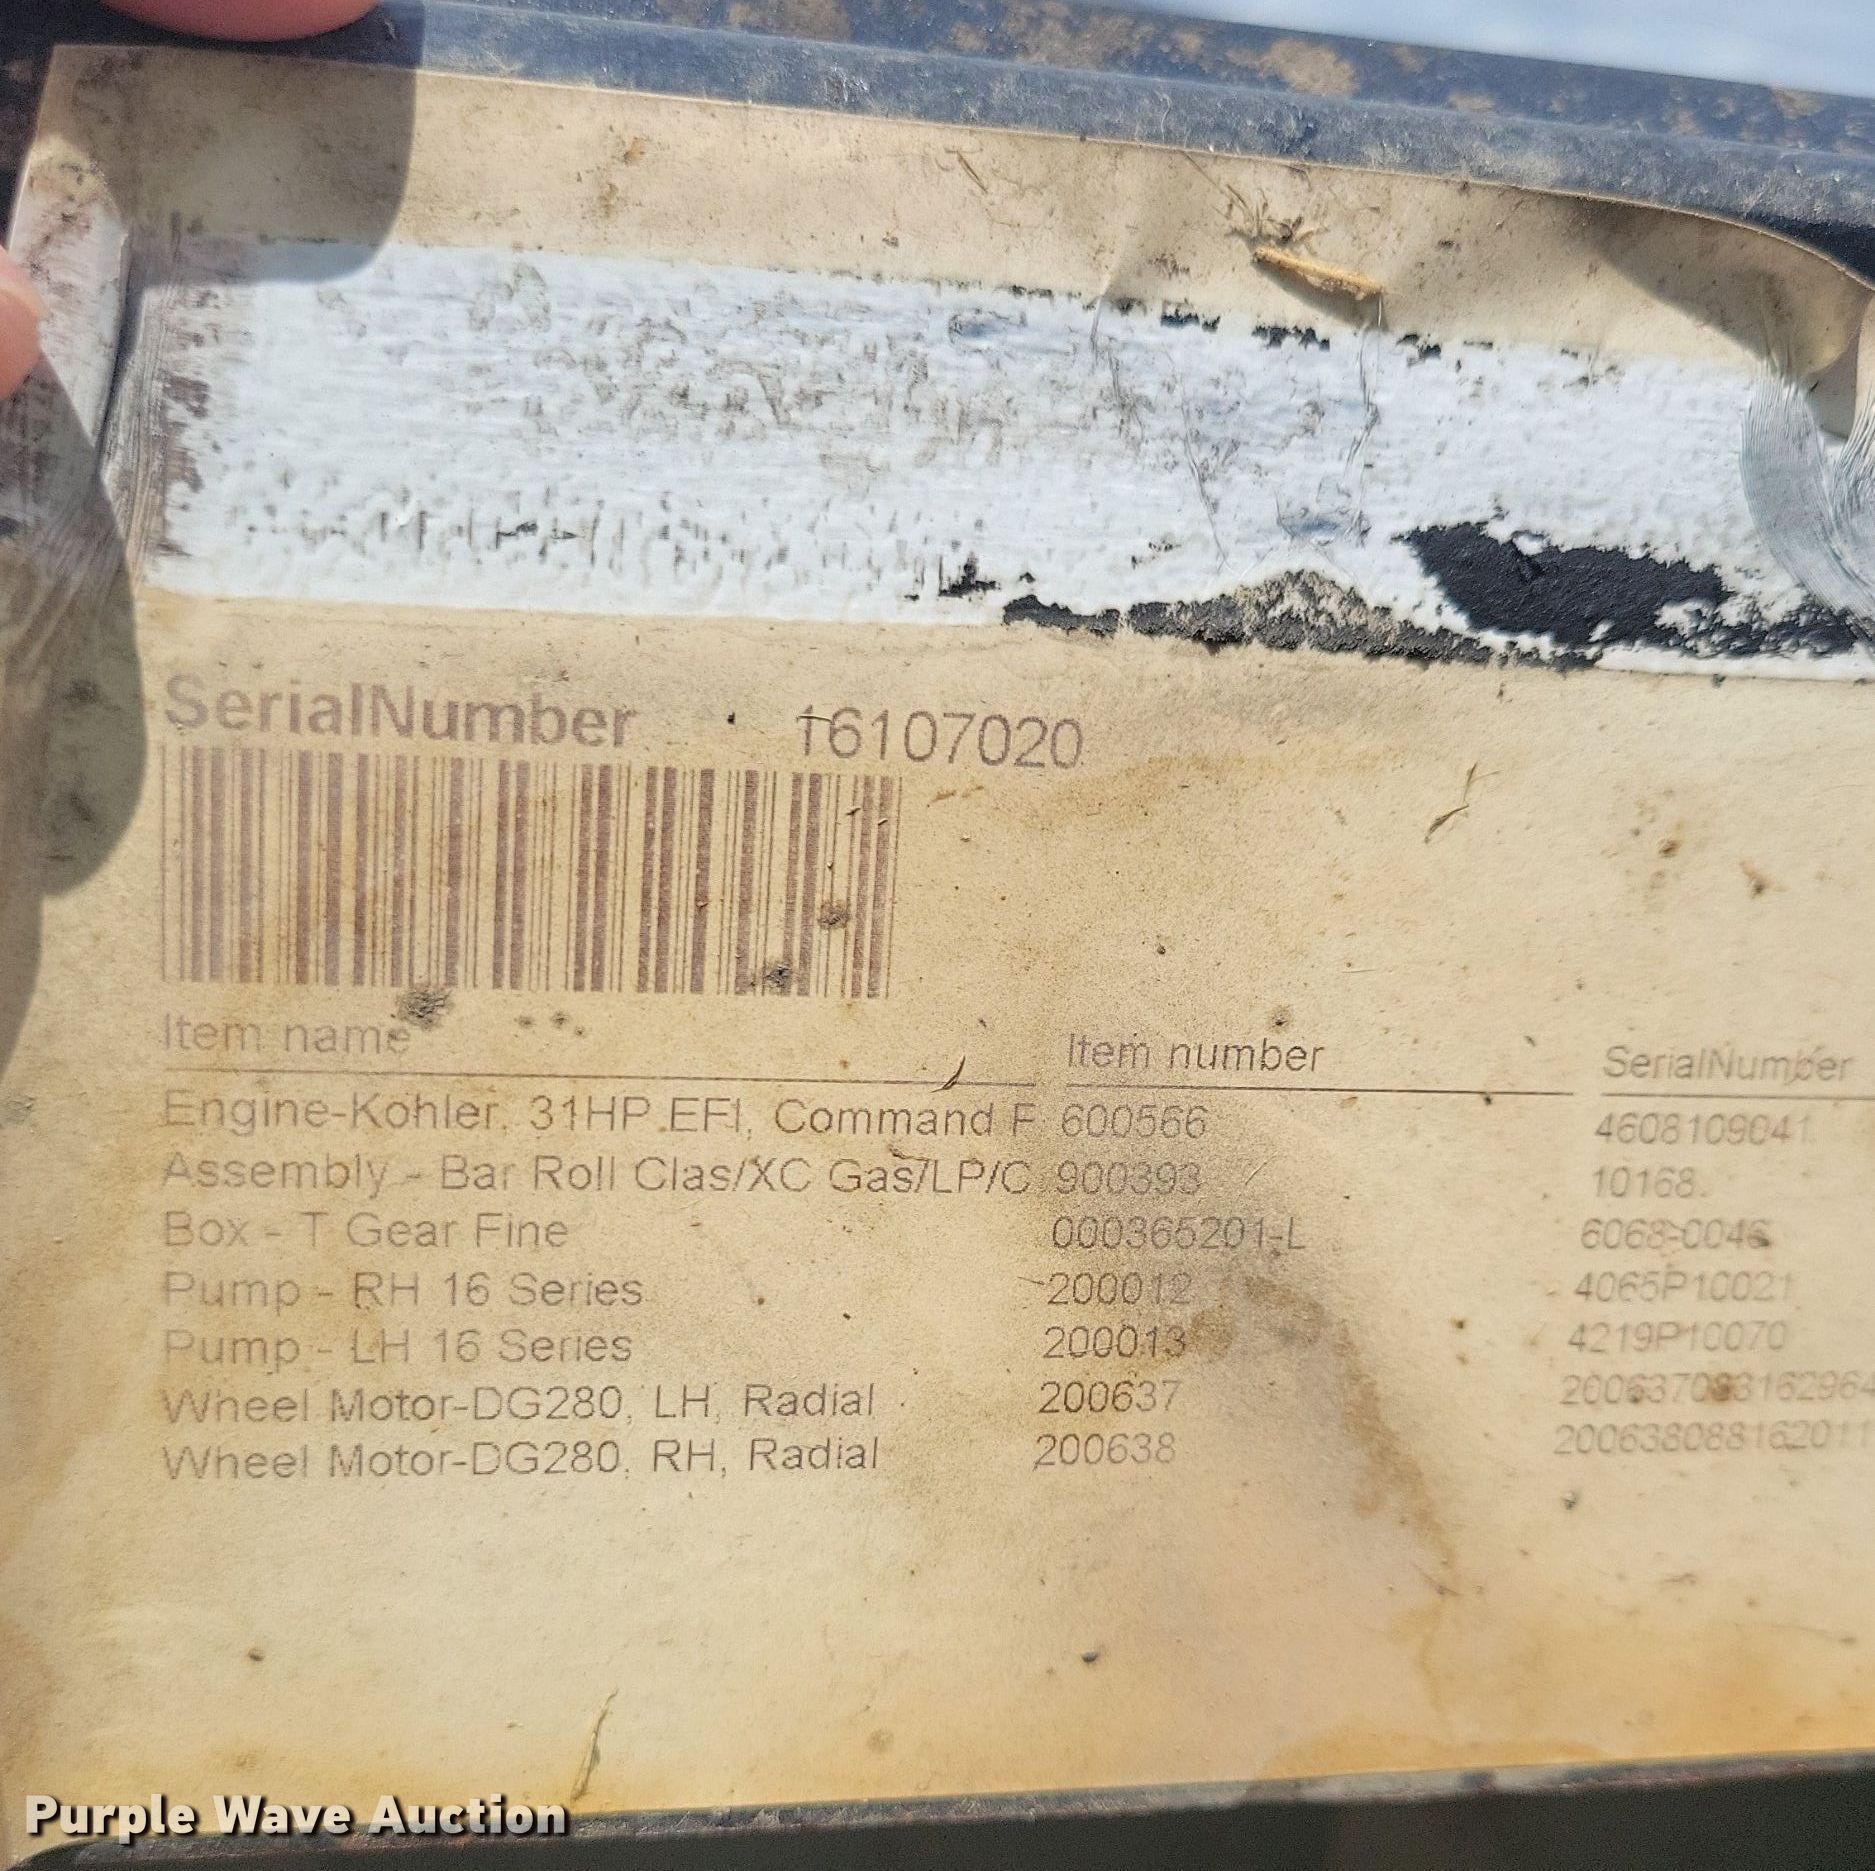 SerialNumber 16107020
Item name Item number SerialNumber
Engine-Kohler, 31HP EFI, Command F 600566 4608109041
Assembly - Bar Roll Clas/XC Gas/LP/C 900393 10168
Box - T Gear Fine 000365201-L 6068-0046
Pump - RH 16 Series 200012 4065P10021
Pump - LH 16 Series 200013 4219P10070
Wheel Motor-DG280, LH, Radial 200637
Wheel Motor-DG280, RH, Radial 200638
Purple Wave Auction